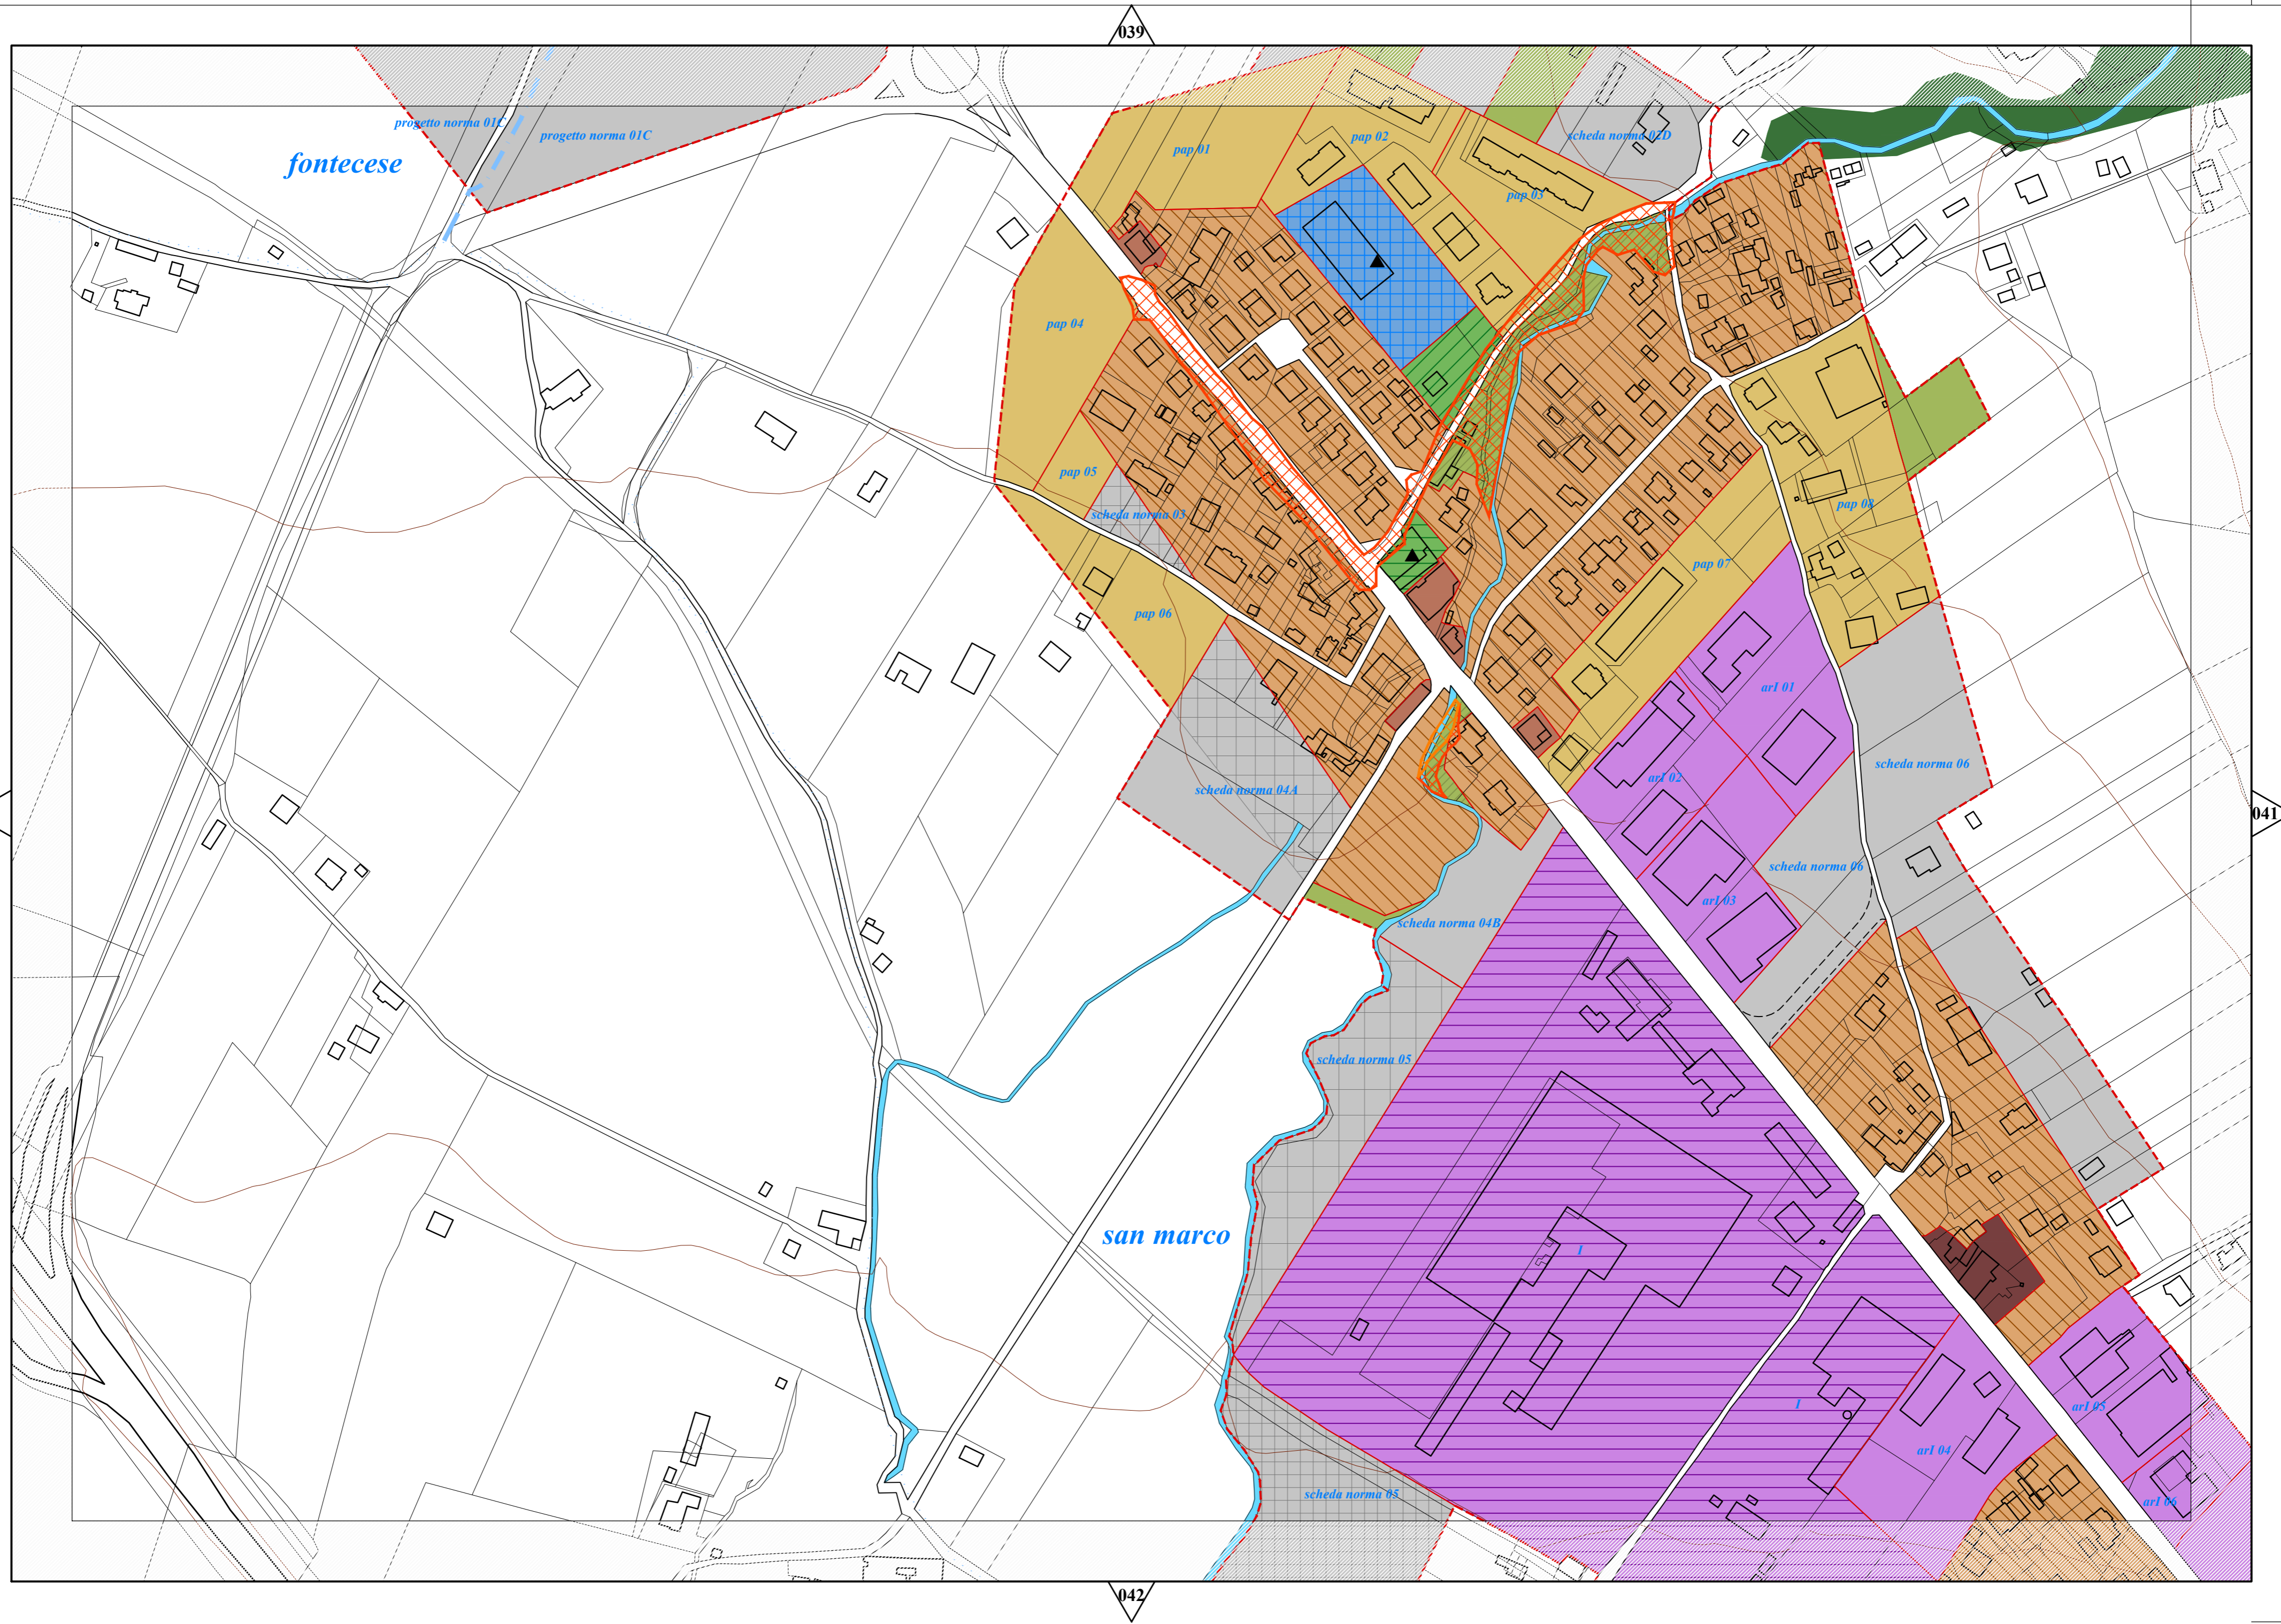 039
progetto norma 01C
progetto norma 01C
scheda norma 02D
pap 02
pap 01
fontecese
pap 03
pap 04
pap 05
pap 08
scheda norma 03
pap 07
pap 06
arI 01
scheda norma 06
arI 02
scheda norma 04A
041
scheda norma 06
arI 03
scheda norma 04B
scheda norma 05
san marco
I
I
arI 05
arI 04
scheda norma 05
arI 06
042